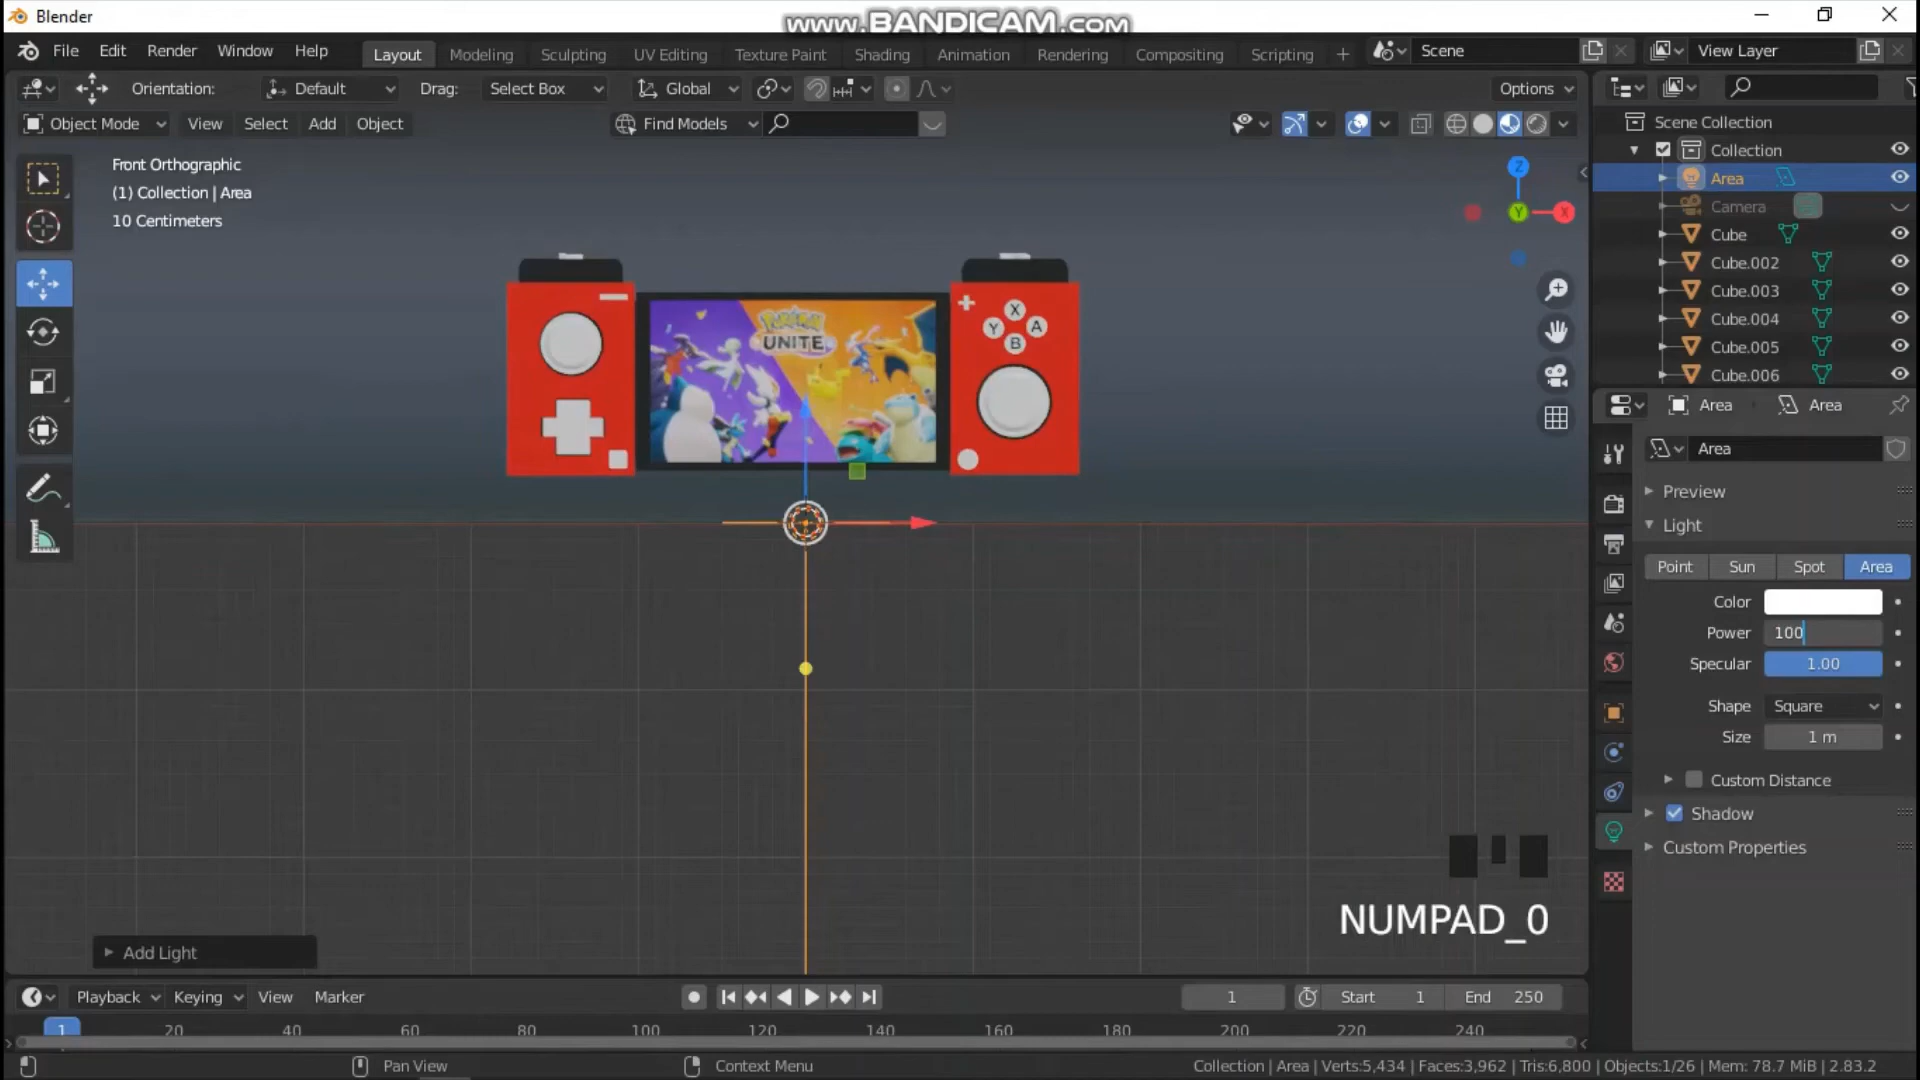 Blender
www.BANDICAM.com
File Edit Render Window Help
Layout Modeling Sculpting UV Editing Texture Paint Shading Animation Rendering Compositing Scripting +
Scene
View Layer
Orientation: Default Drag: Select Box Global Options
Object Mode View Select Add Object Find Models
Front Orthographic
(1) Collection | Area
10 Centimeters
Z
Y
X
X
Y A
B
Pokémon
UNITE
Scene Collection
Collection
Area
Camera
Cube
Cube.002
Cube.003
Cube.004
Cube.005
Cube.006
Area Area
Area
Preview
Light
Point Sun Spot Area
Color
Power 100
Specular 1.00
Shape Square
Size 1 m
Custom Distance
Shadow
Custom Properties
NUMPAD_0
Add Light
Playback Keying View Marker
1 Start 1 End 250
1 20 40 60 80 100 120 140 160 180 200 220 240
Pan View Context Menu
Collection | Area | Verts:5,434 | Faces:3,962 | Tris:6,800 | Objects:1/26 | Mem: 78.7 MiB | 2.83.2